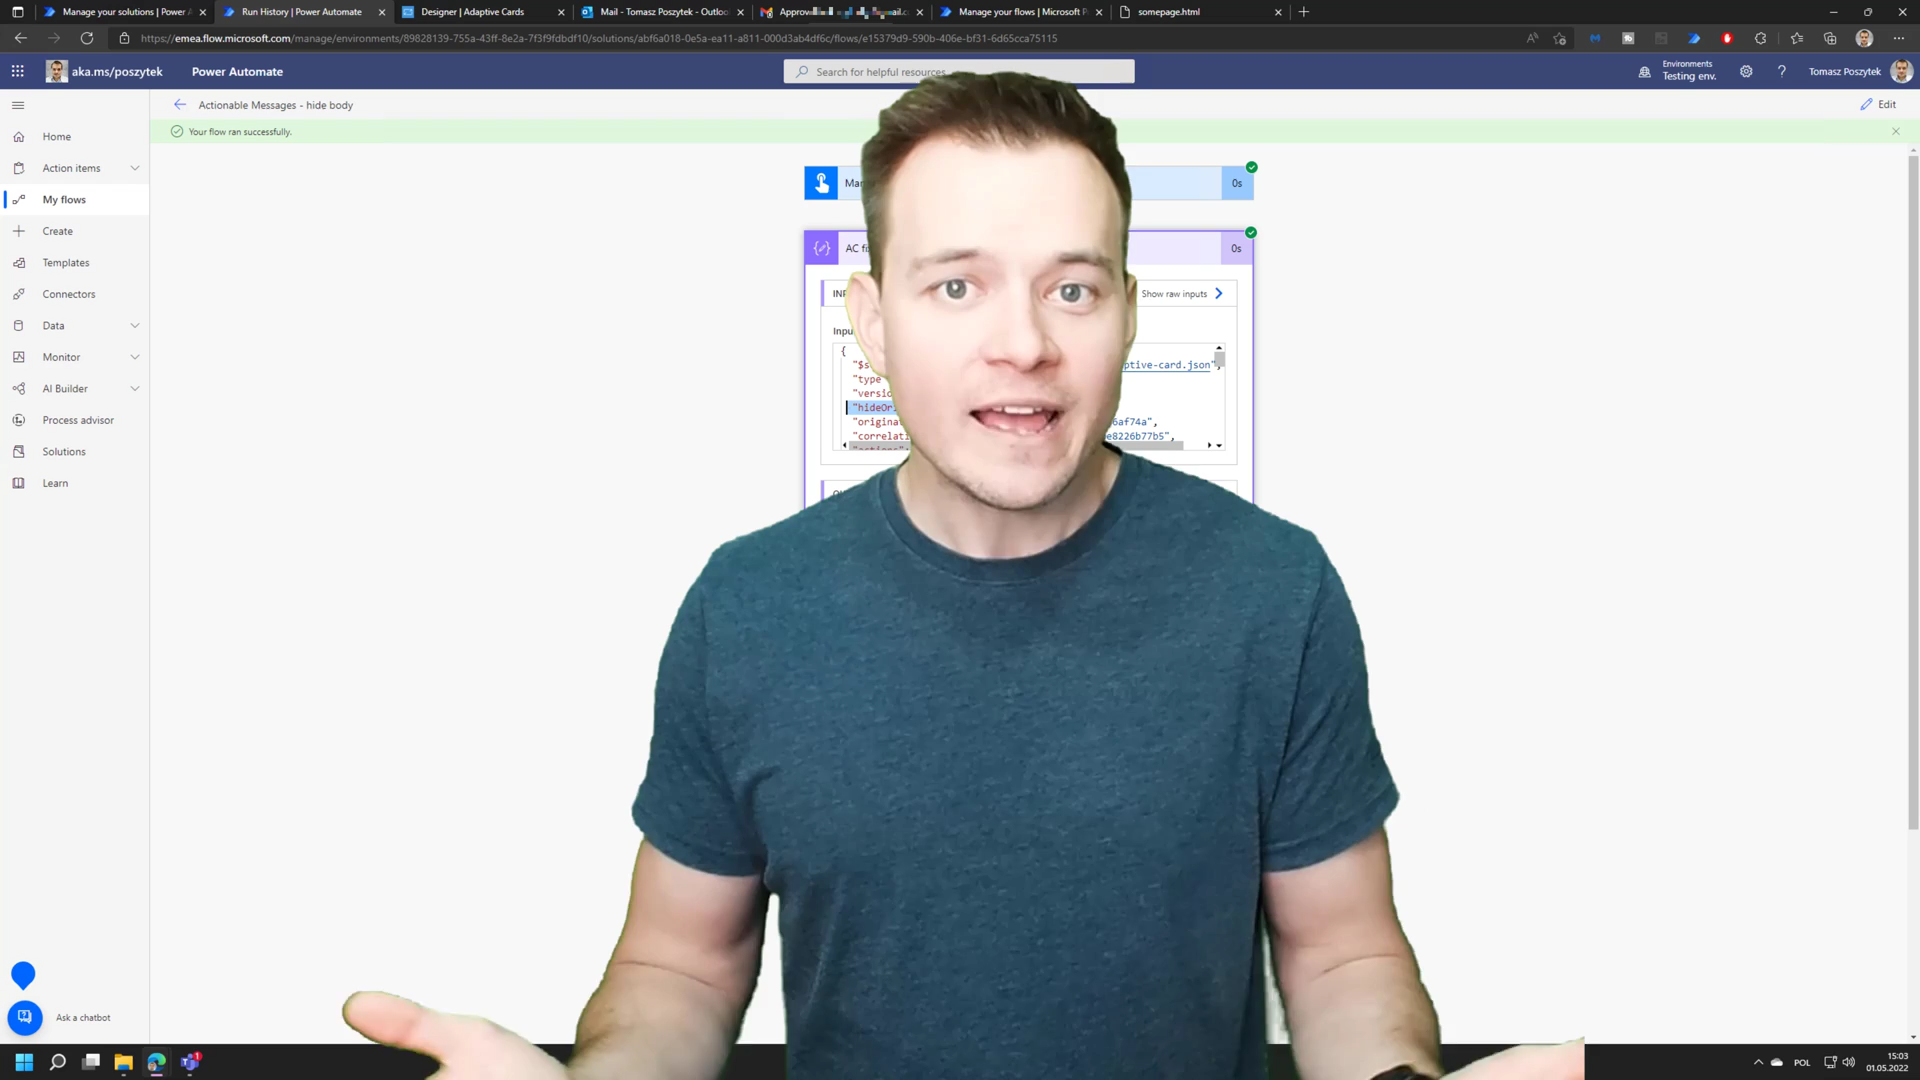 Manage your solutions | Power A
Run History | Power Automate
Designer | Adaptive Cards
Mail - Tomasz Poszytek - Outloo
Manage your flows | Microsoft P
somepage.html
https://emea.flow.microsoft.com/manage/environments/89828139-755a-43ff-8e2a-7f3f9fdbdf10/solutions/abf6a018-0e5a-ea11-a811-000d3ab4df6c/flows/e15379d9-590b-406e-bf31-6d65cca75115
aka.ms/poszytek
Power Automate
Search for helpful resources
Environments
Testing env.
Tomasz Poszytek
Actionable Messages - hide body
Edit
Your flow ran successfully.
Home
Action items
My flows
Create
Templates
Connectors
Data
Monitor
AI Builder
Process advisor
Solutions
Learn
Ask a chatbot
0s
AC
0s
Show raw inputs
{
"$s
ptive-card.json",
"type
"versio
"hideOri
"originat
6af74a",
"correlati
e8226b77b5",
POL
15:03
01.05.2022